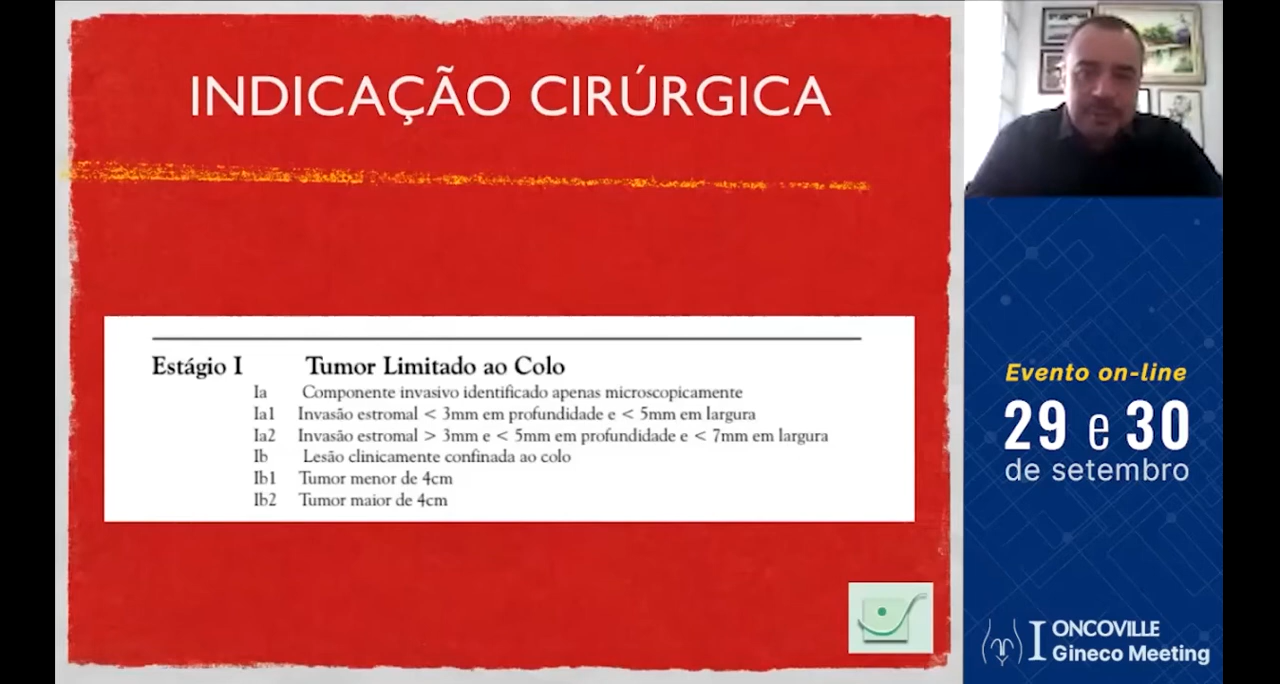 INDICAÇÃO CIRÚRGICA
Estágio I Tumor Limitado ao Colo
Ia Componente invasivo identificado apenas microscopicamente
Ia1 Invasão estromal < 3mm em profundidade e < 5mm em largura
Ia2 Invasão estromal > 3mm e < 5mm em profundidade e < 7mm em largura
Ib Lesão clinicamente confinada ao colo
Ib1 Tumor menor de 4cm
Ib2 Tumor maior de 4cm
Evento on-line
29 e 30
de setembro
I ONCOVILLE
Gineco Meeting